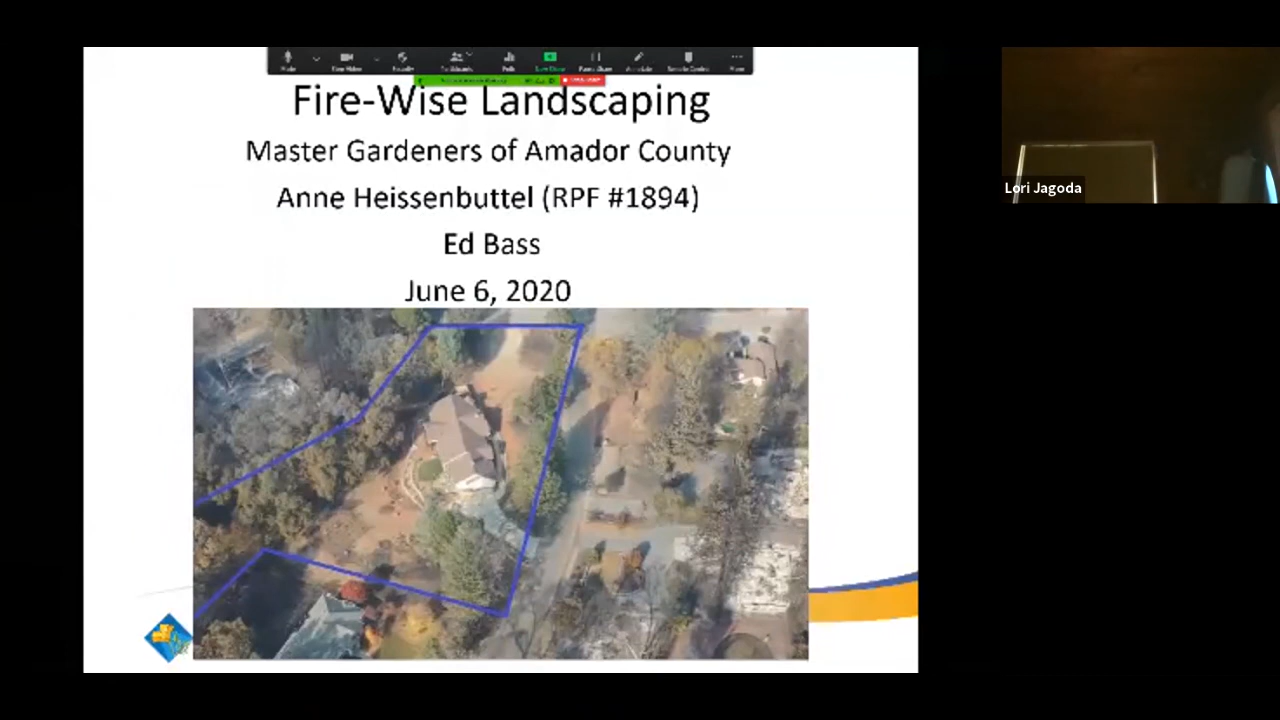 Fire-Wise Landscaping
Master Gardeners of Amador County
Anne Heissenbuttel (RPF #1894)
Ed Bass
June 6, 2020
Lori Jagoda